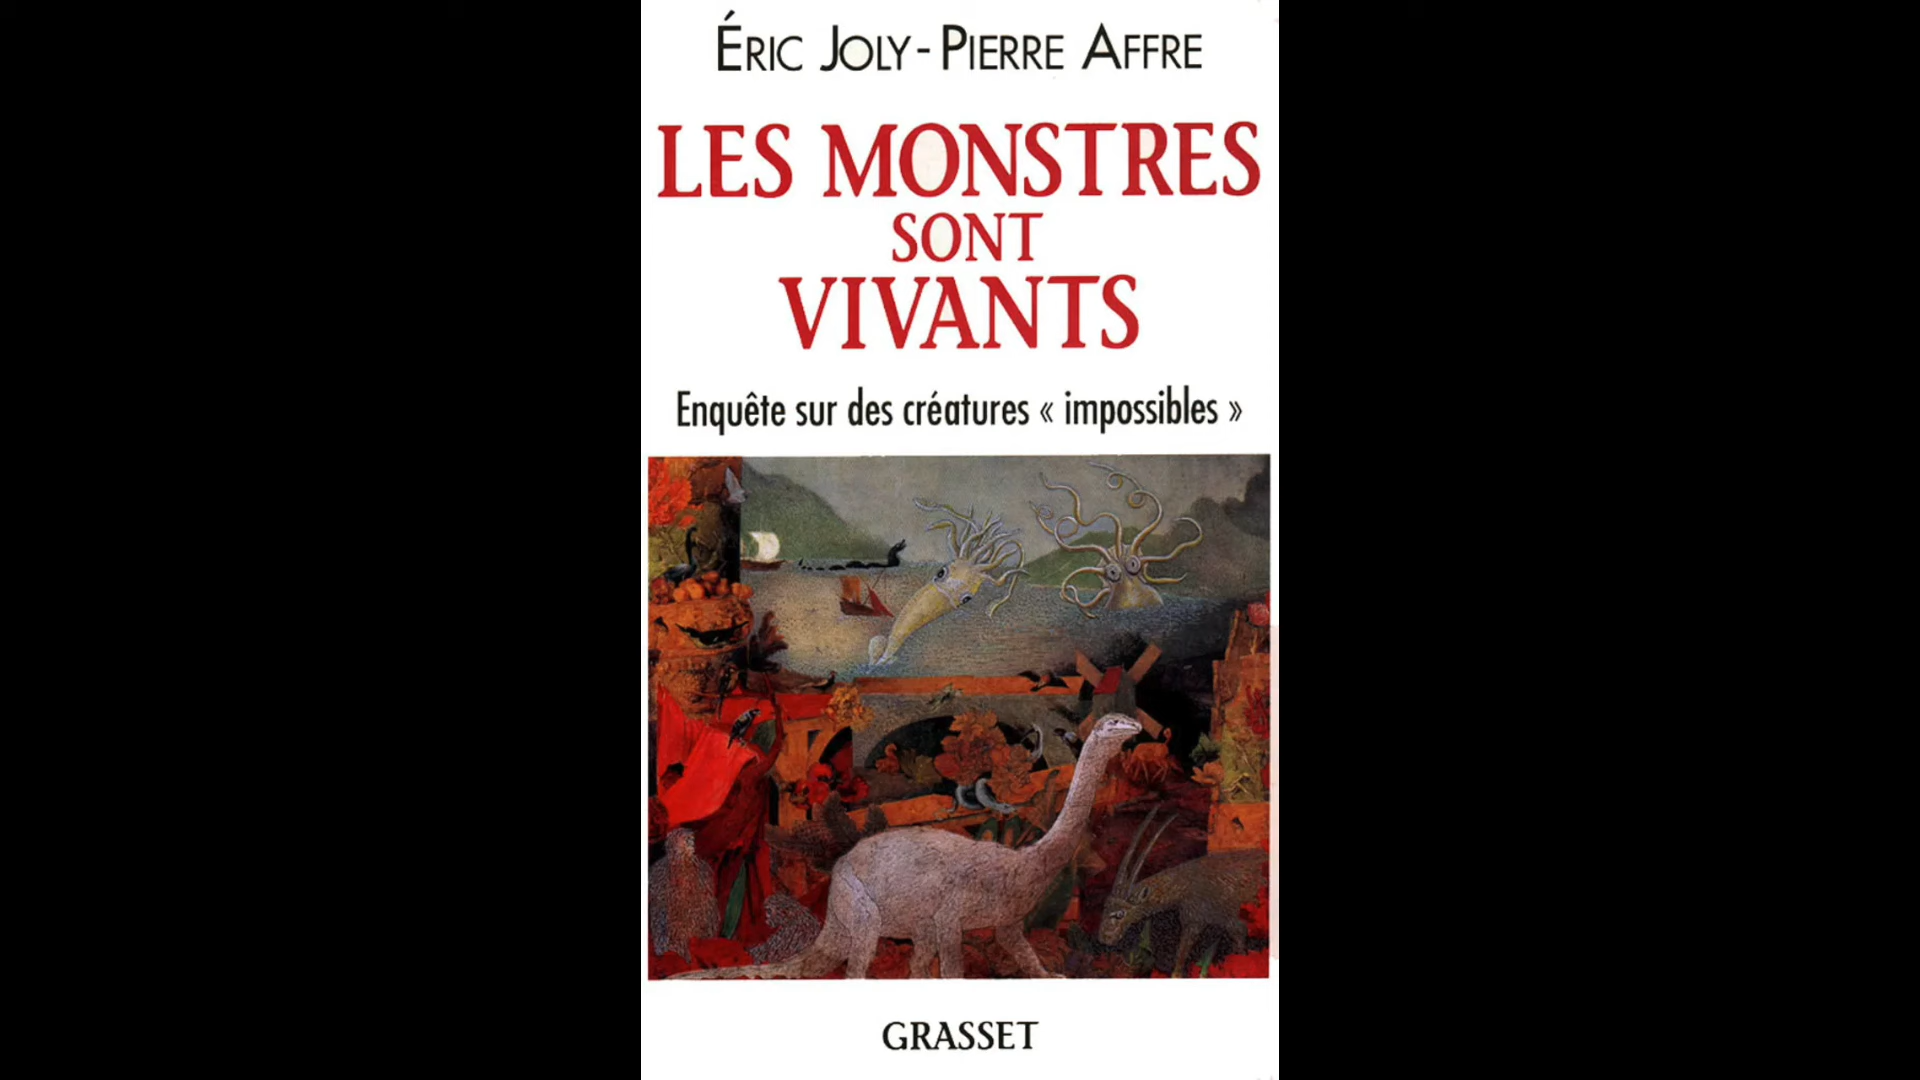 ÉRIC JOLY - PIERRE AFFRE
LES MONSTRES
SONT
VIVANTS
Enquête sur des créatures « impossibles »
GRASSET